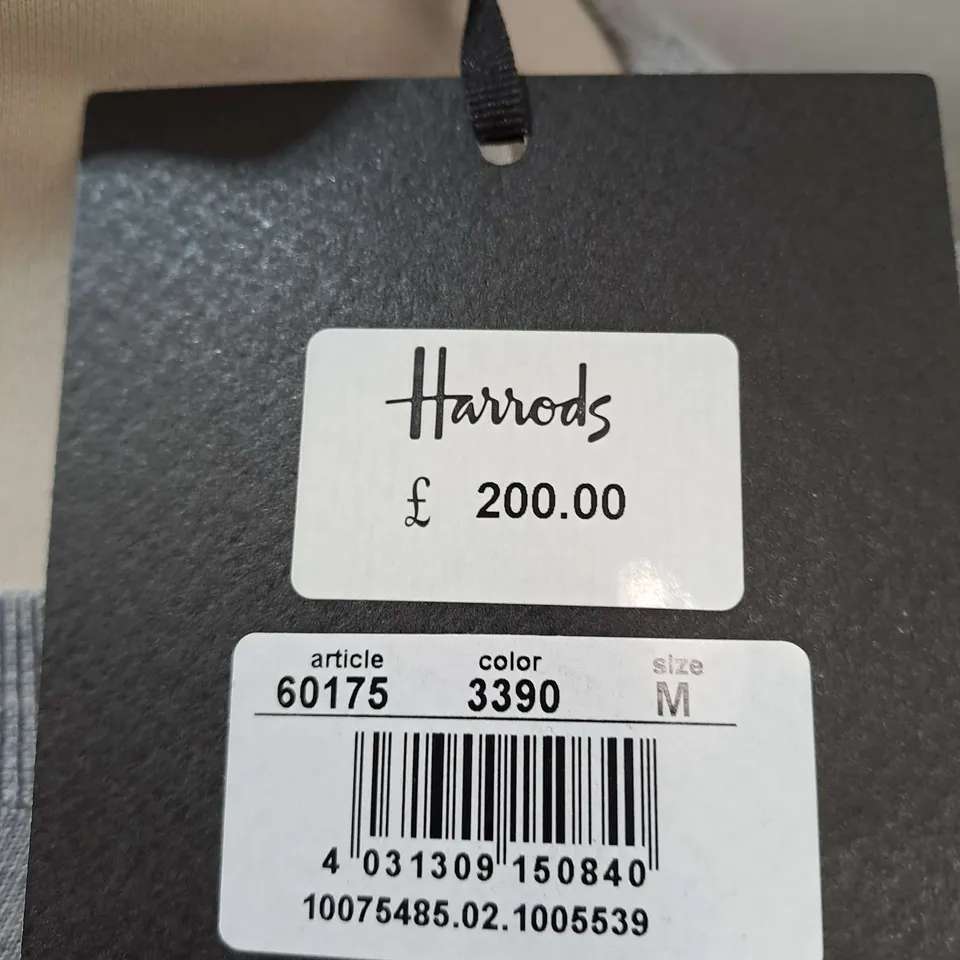 Harrods
£ 200.00
article color size
60175 3390 M
4 031309 150840
10075485.02.1005539